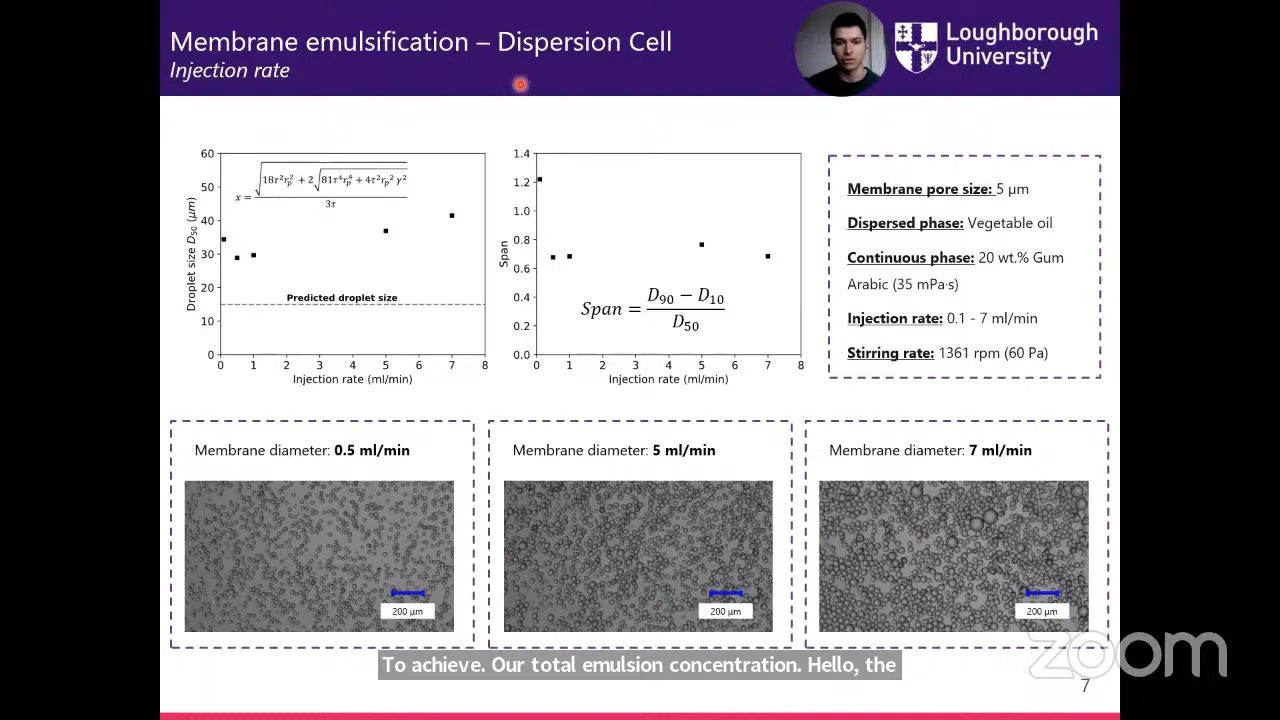 Membrane emulsification – Dispersion Cell
Injection rate
Loughborough
University
60
50
40
30
20
10
0
Droplet size D50 (μm)
x = √(18τ²rp² + 2√(81τ⁴rp⁴ + 4τ²rp² γ²)) / 3τ
Predicted droplet size
0 1 2 3 4 5 6 7 8
Injection rate (ml/min)
1.4
1.2
1.0
0.8
0.6
0.4
0.2
0.0
Span
Span = (D90 − D10) / D50
0 1 2 3 4 5 6 7 8
Injection rate (ml/min)
Membrane pore size: 5 μm
Dispersed phase: Vegetable oil
Continuous phase: 20 wt.% Gum
Arabic (35 mPa·s)
Injection rate: 0.1 - 7 ml/min
Stirring rate: 1361 rpm (60 Pa)
Membrane diameter: 0.5 ml/min
200 μm
Membrane diameter: 5 ml/min
200 μm
Membrane diameter: 7 ml/min
200 μm
To achieve. Our total emulsion concentration. Hello, the
zoom
7